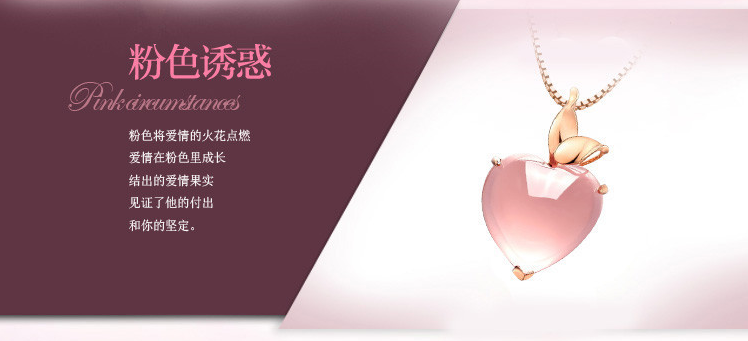 粉色诱惑
Pink circumstances
粉色将爱情的火花点燃
爱情在粉色里成长
结出的爱情果实
见证了他的付出
和你的坚定。